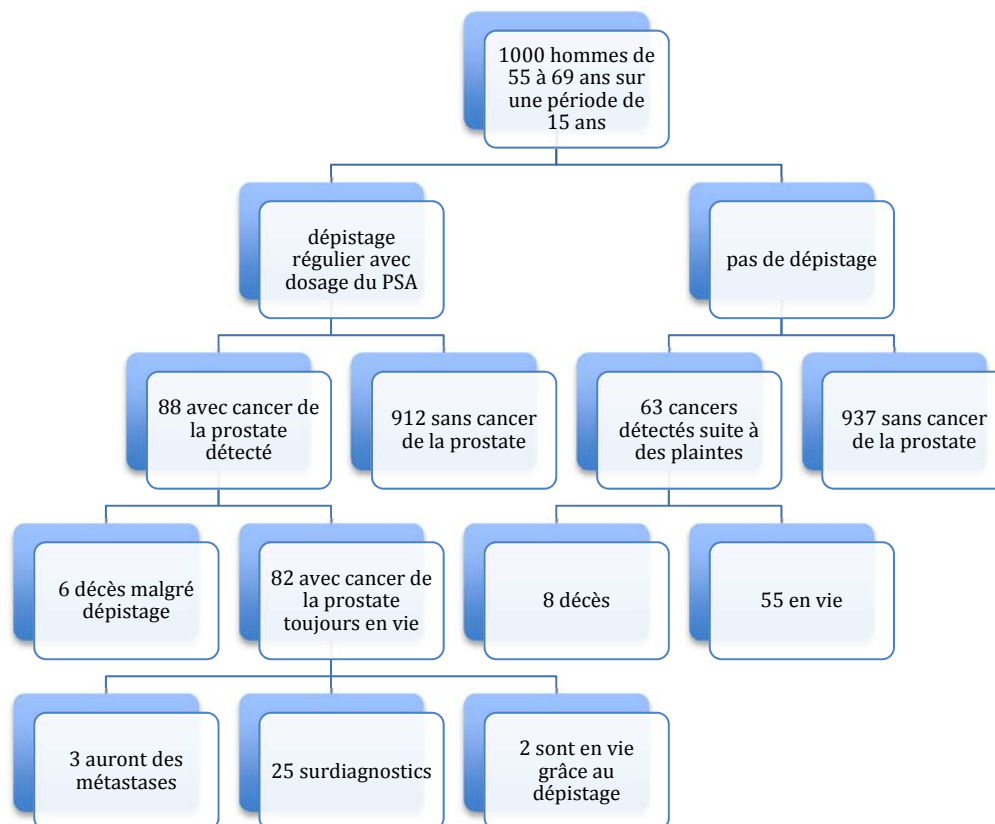 1000 hommes de
55 à 69 ans sur
une période de
15 ans
dépistage
régulier avec
dosage du PSA
pas de dépistage
88 avec cancer de
la prostate
détecté
912 sans cancer
de la prostate
63 cancers
détectés suite à
des plaintes
937 sans cancer
de la prostate
6 décès malgré
dépistage
82 avec cancer de
la prostate
toujours en vie
8 décès
55 en vie
3 auront des
métastases
25 surdiagnostics
2 sont en vie
grâce au
dépistage